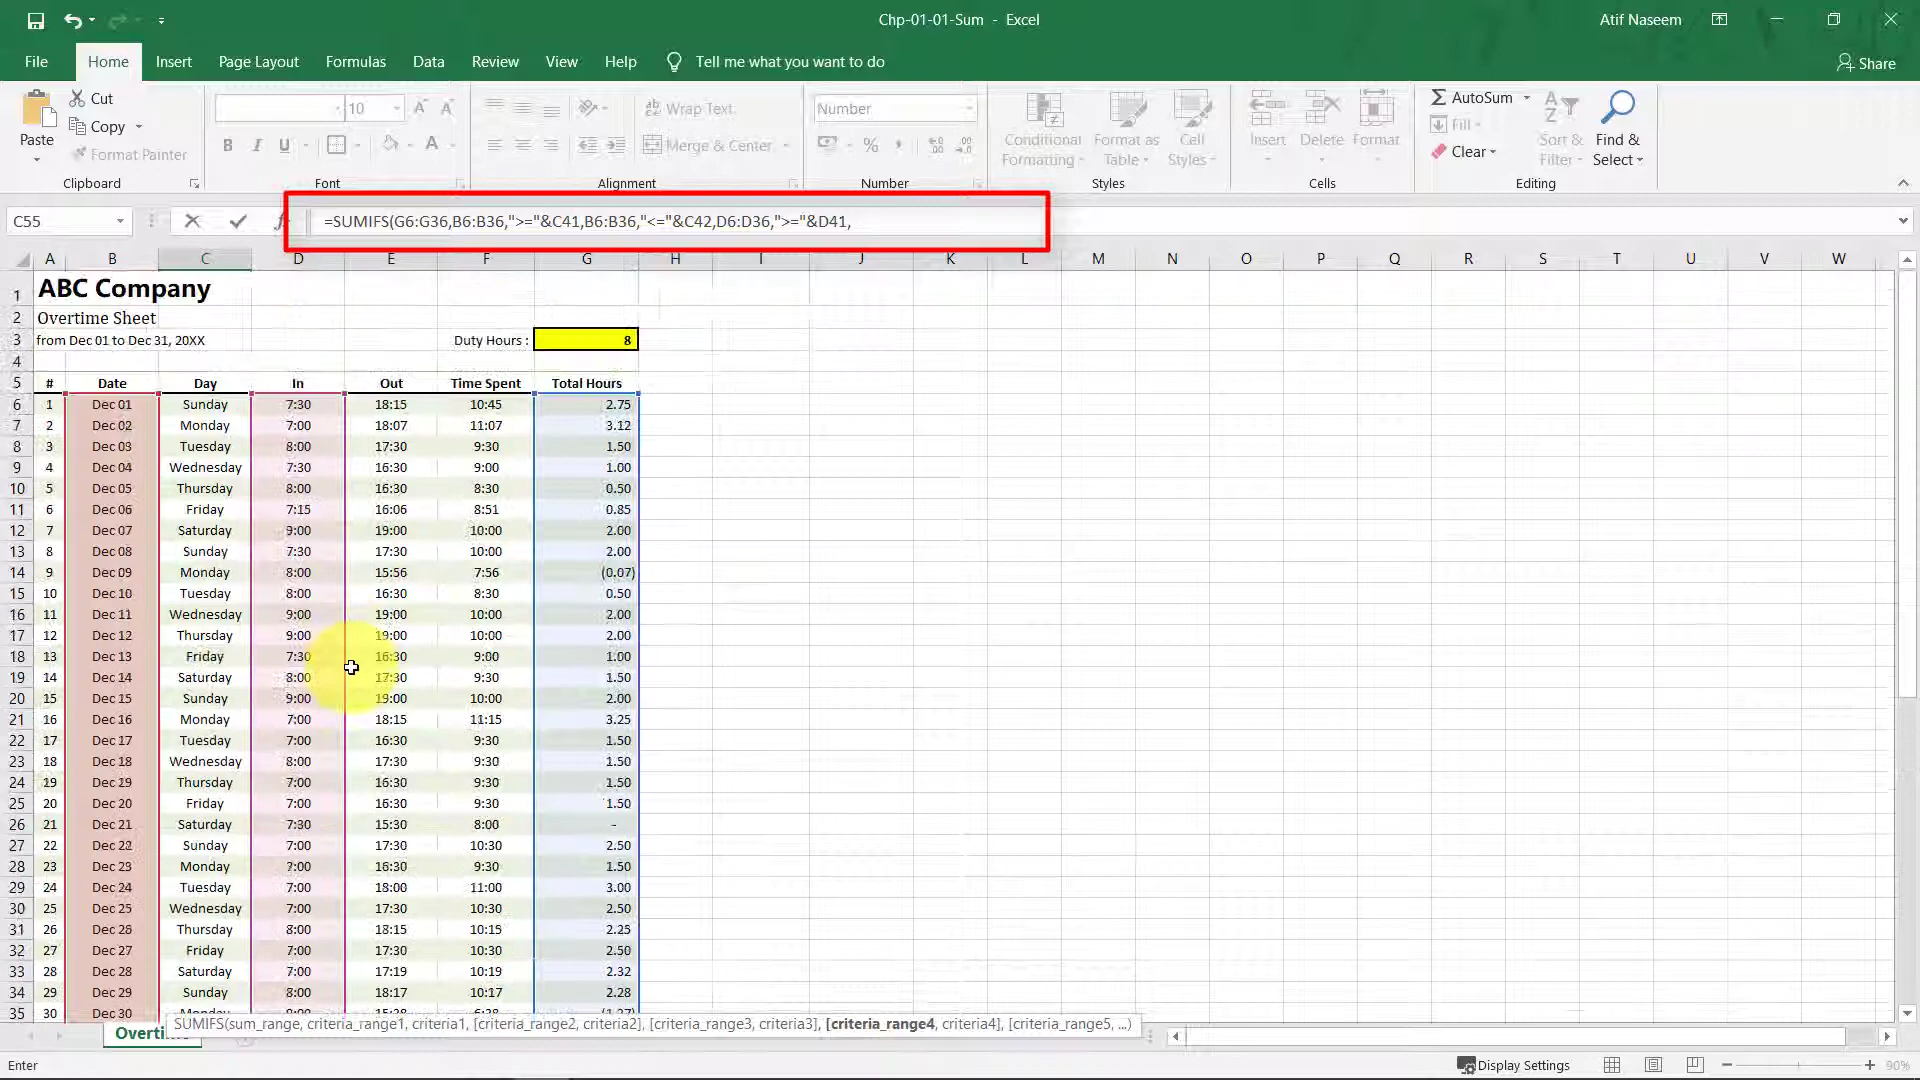 Chp-01-01-Sum - Excel
Atif Naseem
File Home Insert Page Layout Formulas Data Review View Help Tell me what you want to do
Share
Paste
Cut
Copy
Format Painter
Clipboard
10
B I U
Font
Wrap Text
Merge & Center
Alignment
Number
%
Number
Conditional Formatting
Format as Table
Cell Styles
Styles
Insert Delete Format
Cells
AutoSum
Fill
Clear
Sort & Filter
Find & Select
Editing
C55
=SUMIFS(G6:G36,B6:B36,">="&C41,B6:B36,"<="&C42,D6:D36,">="&D41,
A B C D E F G H I J K L M N O P Q R S T U V W
1 ABC Company
2 Overtime Sheet
3 from Dec 01 to Dec 31, 20XX Duty Hours : 8
4
5 # Date Day In Out Time Spent Total Hours
6 1 Dec 01 Sunday 7:30 18:15 10:45 2.75
7 2 Dec 02 Monday 7:00 18:07 11:07 3.12
8 3 Dec 03 Tuesday 8:00 17:30 9:30 1.50
9 4 Dec 04 Wednesday 7:30 16:30 9:00 1.00
10 5 Dec 05 Thursday 8:00 16:30 8:30 0.50
11 6 Dec 06 Friday 7:15 16:06 8:51 0.85
12 7 Dec 07 Saturday 9:00 19:00 10:00 2.00
13 8 Dec 08 Sunday 7:30 17:30 10:00 2.00
14 9 Dec 09 Monday 8:00 15:56 7:56 (0.07)
15 10 Dec 10 Tuesday 8:00 16:30 8:30 0.50
16 11 Dec 11 Wednesday 9:00 19:00 10:00 2.00
17 12 Dec 12 Thursday 9:00 19:00 10:00 2.00
18 13 Dec 13 Friday 7:30 16:30 9:00 1.00
19 14 Dec 14 Saturday 8:00 17:30 9:30 1.50
20 15 Dec 15 Sunday 9:00 19:00 10:00 2.00
21 16 Dec 16 Monday 7:00 18:15 11:15 3.25
22 17 Dec 17 Tuesday 7:00 16:30 9:30 1.50
23 18 Dec 18 Wednesday 8:00 17:30 9:30 1.50
24 19 Dec 19 Thursday 7:00 16:30 9:30 1.50
25 20 Dec 20 Friday 7:00 16:30 9:30 1.50
26 21 Dec 21 Saturday 7:30 15:30 8:00 -
27 22 Dec 22 Sunday 7:00 17:30 10:30 2.50
28 23 Dec 23 Monday 7:00 16:30 9:30 1.50
29 24 Dec 24 Tuesday 7:00 18:00 11:00 3.00
30 25 Dec 25 Wednesday 7:00 17:30 10:30 2.50
31 26 Dec 26 Thursday 8:00 18:15 10:15 2.25
32 27 Dec 27 Friday 7:00 17:30 10:30 2.50
33 28 Dec 28 Saturday 7:00 17:19 10:19 2.32
34 29 Dec 29 Sunday 8:00 18:17 10:17 2.28
35 30 Dec 30
SUMIFS(sum_range, criteria_range1, criteria1, [criteria_range2, criteria2], [criteria_range3, criteria3], [criteria_range4, criteria4], [criteria_range5, ...)
Overti
Enter
Display Settings
90%